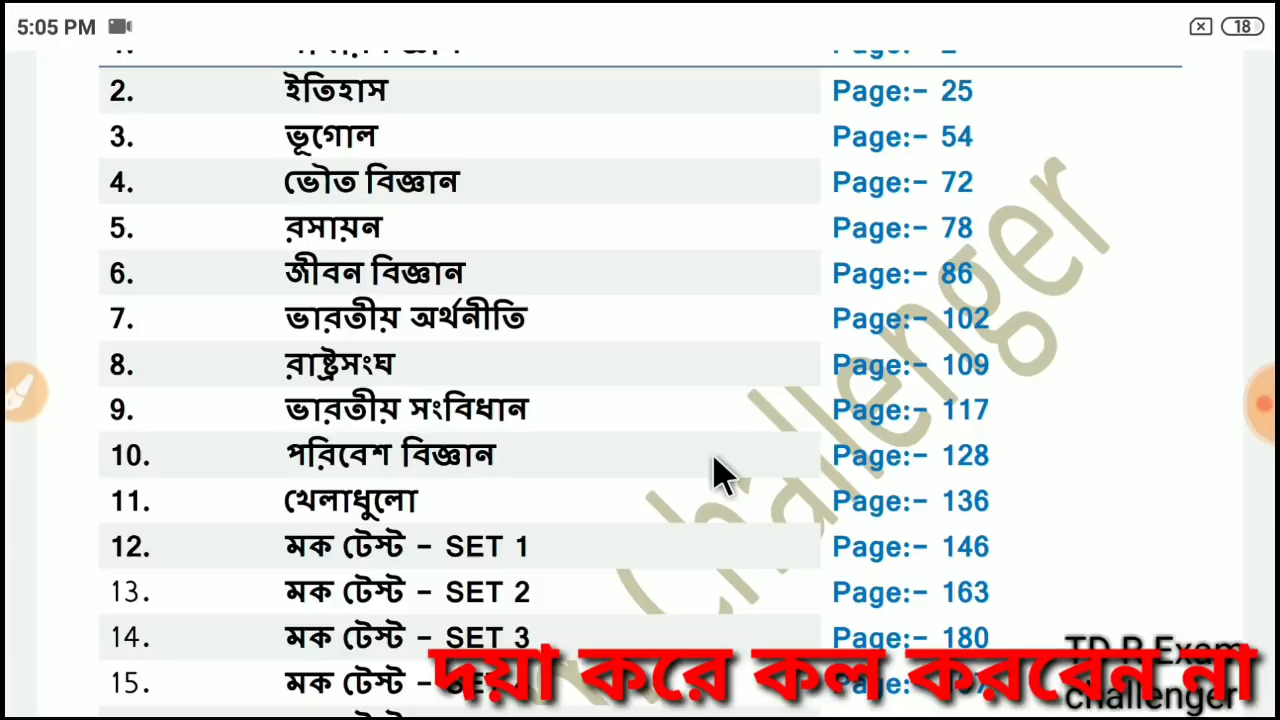 5:05 PM
18
2. ইতিহাস Page:- 25
3. ভূগোল Page:- 54
4. ভৌত বিজ্ঞান Page:- 72
5. রসায়ন Page:- 78
6. জীবন বিজ্ঞান Page:- 86
7. ভারতীয় অর্থনীতি Page:- 102
8. রাষ্ট্রসংঘ Page:- 109
9. ভারতীয় সংবিধান Page:- 117
10. পরিবেশ বিজ্ঞান Page:- 128
11. খেলাধুলো Page:- 136
12. মক টেস্ট - SET 1 Page:- 146
13. মক টেস্ট - SET 2 Page:- 163
14. মক টেস্ট - SET 3 Page:- 180
15. মক টেস্ট -
Challenger
TD R Exam
challenger
দয়া করে কল করবেন না